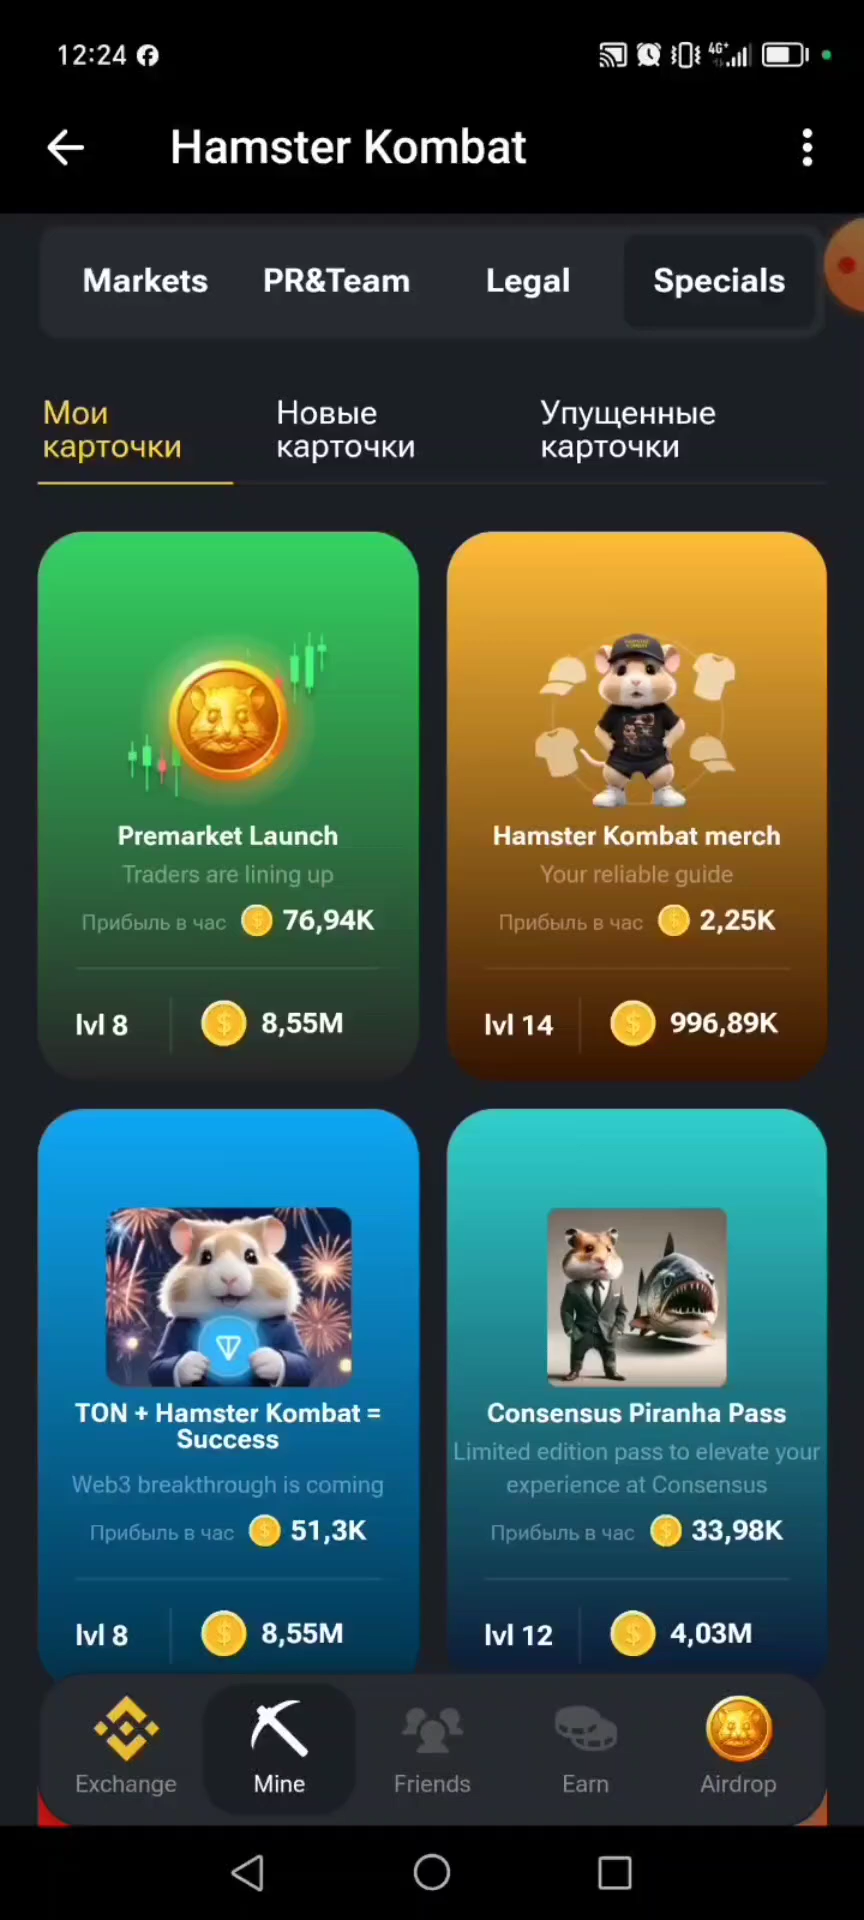 12:24
4G+
Hamster Kombat
Markets PR&Team Legal Specials
Мои карточки
Новые карточки
Упущенные карточки
Premarket Launch
Traders are lining up
Прибыль в час 76,94K
lvl 8 8,55M
Hamster Kombat merch
Your reliable guide
Прибыль в час 2,25K
lvl 14 996,89K
TON + Hamster Kombat =
Success
Web3 breakthrough is coming
Прибыль в час 51,3K
lvl 8 8,55M
Consensus Piranha Pass
Limited edition pass to elevate your
experience at Consensus
Прибыль в час 33,98K
lvl 12 4,03M
Exchange Mine Friends Earn Airdrop